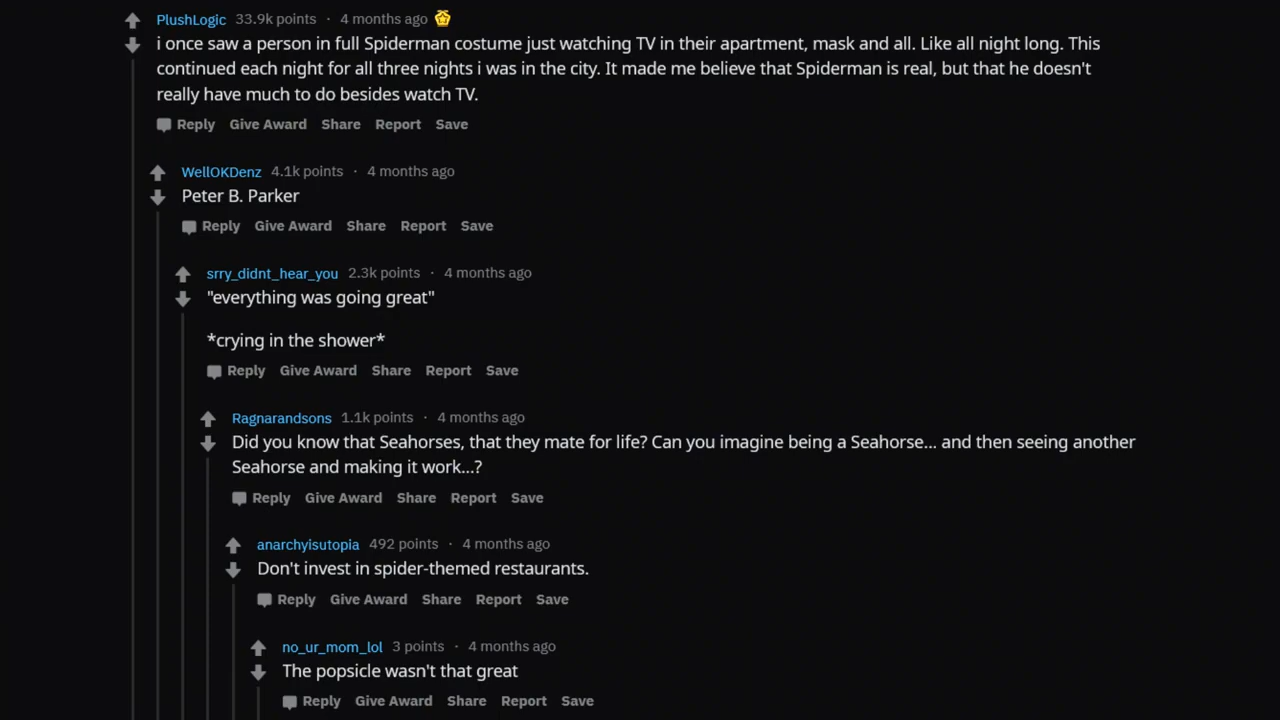 PlushLogic 33.9k points · 4 months ago
i once saw a person in full Spiderman costume just watching TV in their apartment, mask and all. Like all night long. This
continued each night for all three nights i was in the city. It made me believe that Spiderman is real, but that he doesn't
really have much to do besides watch TV.
Reply Give Award Share Report Save
WellOKDenz 4.1k points · 4 months ago
Peter B. Parker
Reply Give Award Share Report Save
srry_didnt_hear_you 2.3k points · 4 months ago
"everything was going great"
*crying in the shower*
Reply Give Award Share Report Save
Ragnarandsons 1.1k points · 4 months ago
Did you know that Seahorses, that they mate for life? Can you imagine being a Seahorse... and then seeing another
Seahorse and making it work...?
Reply Give Award Share Report Save
anarchyisutopia 492 points · 4 months ago
Don't invest in spider-themed restaurants.
Reply Give Award Share Report Save
no_ur_mom_lol 3 points · 4 months ago
The popsicle wasn't that great
Reply Give Award Share Report Save